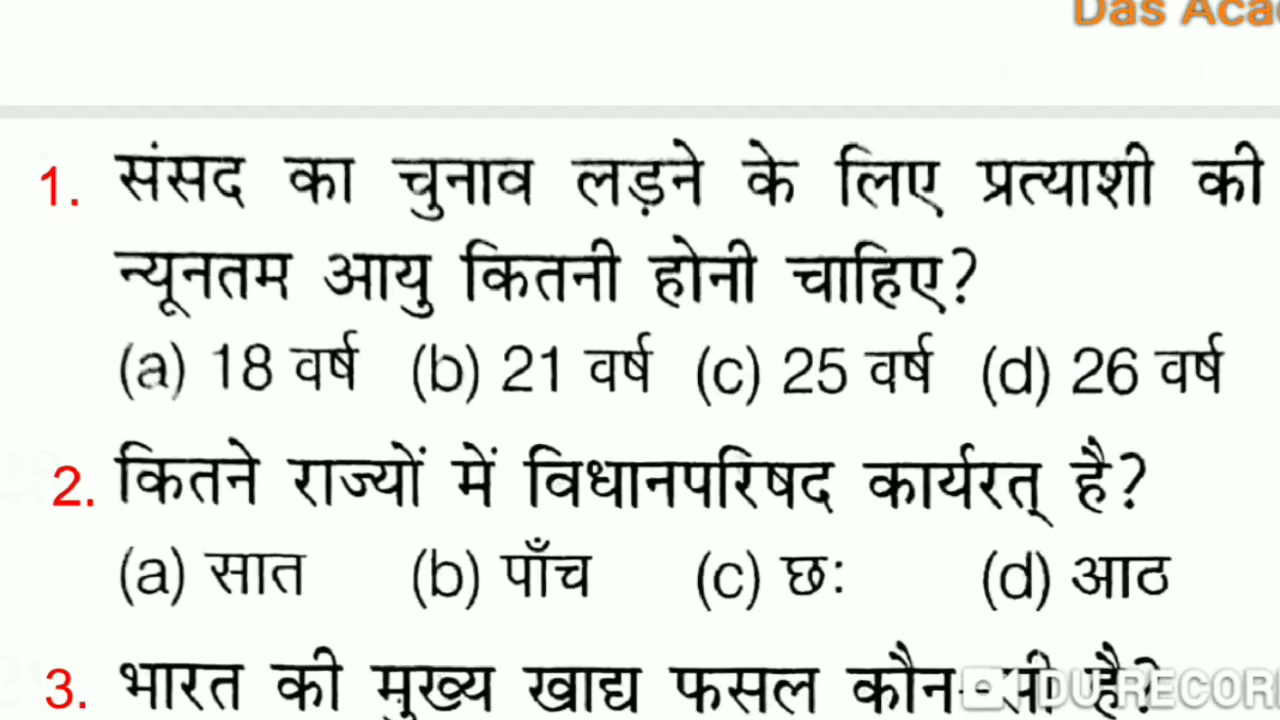 Das Aca
1. संसद का चुनाव लड़ने के लिए प्रत्याशी की
न्यूनतम आयु कितनी होनी चाहिए?
(a) 18 वर्ष (b) 21 वर्ष (c) 25 वर्ष (d) 26 वर्ष
2. कितने राज्यों में विधानपरिषद कार्यरत् है?
(a) सात (b) पाँच (c) छः (d) आठ
3. भारत की मुख्य खाद्य फसल कौन-सी है?
DU RECOR